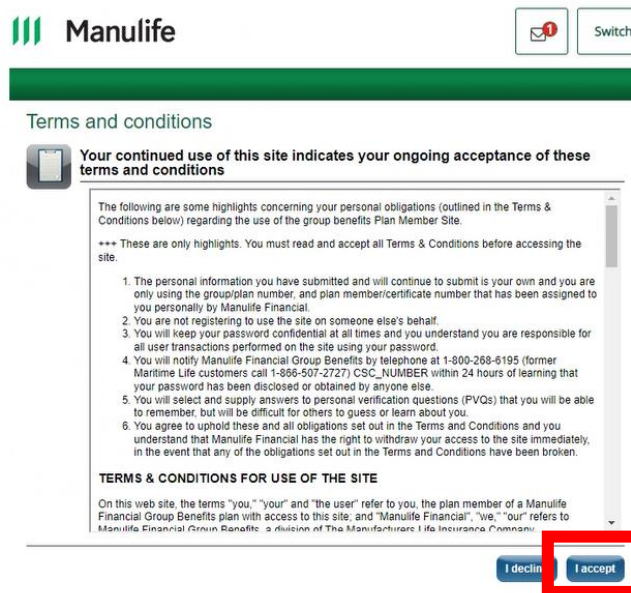 Manulife
1
Switch
Terms and conditions
Your continued use of this site indicates your ongoing acceptance of these
terms and conditions
The following are some highlights concerning your personal obligations (outlined in the Terms &
Conditions below) regarding the use of the group benefits Plan Member Site.
+++ These are only highlights. You must read and accept all Terms & Conditions before accessing the
site.
1. The personal information you have submitted and will continue to submit is your own and you are
only using the group/plan number, and plan member/certificate number that has been assigned to
you personally by Manulife Financial.
2. You are not registering to use the site on someone else's behalf.
3. You will keep your password confidential at all times and you understand you are responsible for
all user transactions performed on the site using your password.
4. You will notify Manulife Financial Group Benefits by telephone at 1-800-268-6195 (former
Maritime Life customers call 1-866-507-2727) CSC_NUMBER within 24 hours of learning that
your password has been disclosed or obtained by anyone else.
5. You will select and supply answers to personal verification questions (PVQs) that you will be able
to remember, but will be difficult for others to guess or learn about you.
6. You agree to uphold these and all obligations set out in the Terms and Conditions and you
understand that Manulife Financial has the right to withdraw your access to the site immediately,
in the event that any of the obligations set out in the Terms and Conditions have been broken.
TERMS & CONDITIONS FOR USE OF THE SITE
On this web site, the terms "you," "your" and "the user" refer to you, the plan member of a Manulife
Financial Group Benefits plan with access to this site; and "Manulife Financial", "we," "our" refers to
Manulife Financial Group Benefits, a division of The Manufacturers Life Insurance Company
I declin
I accept